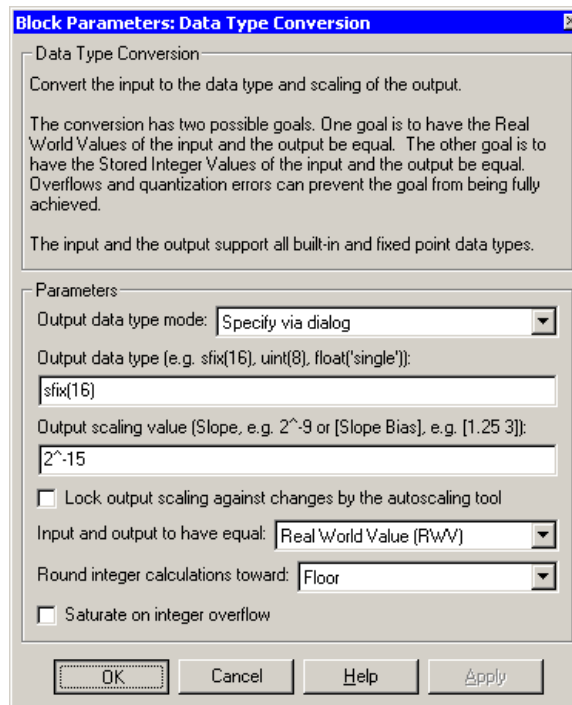 Block Parameters: Data Type Conversion
Data Type Conversion
Convert the input to the data type and scaling of the output.
The conversion has two possible goals. One goal is to have the Real
World Values of the input and the output be equal. The other goal is to
have the Stored Integer Values of the input and the output be equal.
Overflows and quantization errors can prevent the goal from being fully
achieved.
The input and the output support all built-in and fixed point data types.
Parameters
Output data type mode: Specify via dialog
Output data type (e.g. sfix(16), uint(8), float('single')):
sfix(16)
Output scaling value (Slope, e.g. 2^-9 or [Slope Bias], e.g. [1.25 3]):
2^-15
Lock output scaling against changes by the autoscaling tool
Input and output to have equal: Real World Value (RWV)
Round integer calculations toward: Floor
Saturate on integer overflow
OK Cancel Help Apply